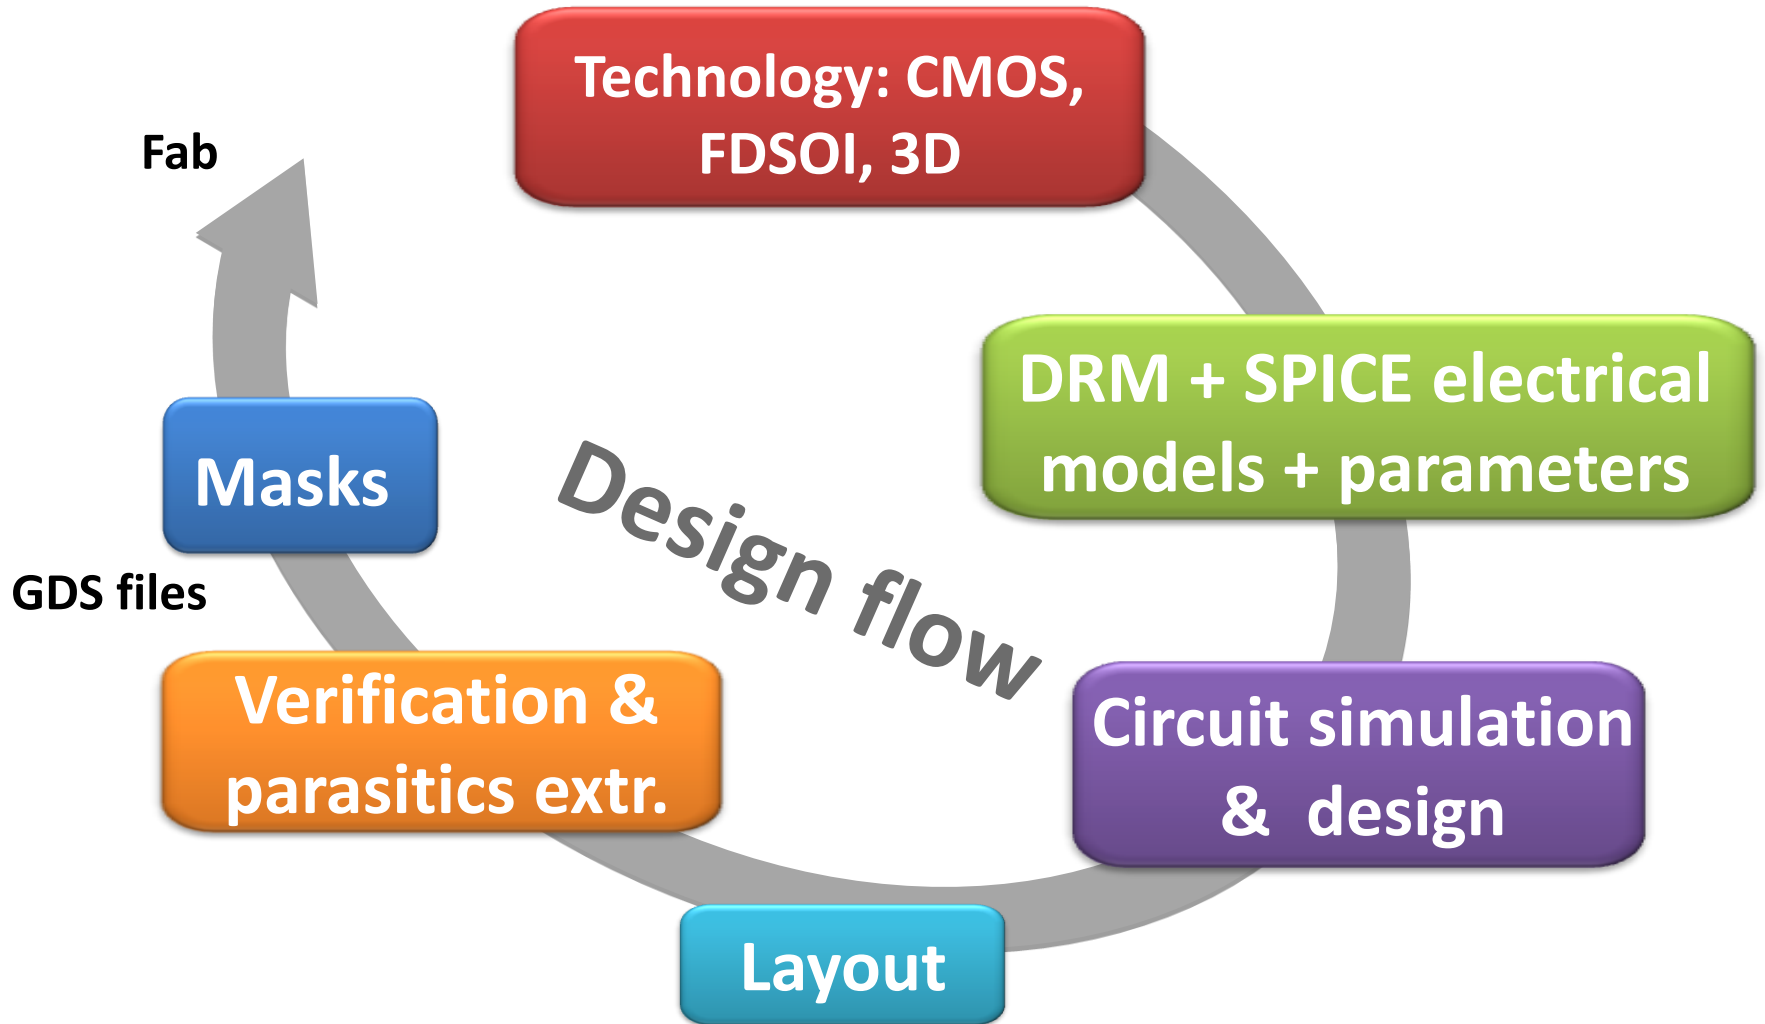 Technology: CMOS,
FDSOI, 3D
Fab
DRM + SPICE electrical
models + parameters
Masks
Design flow
GDS files
Circuit simulation
& design
Verification &
parasitics extr.
Layout